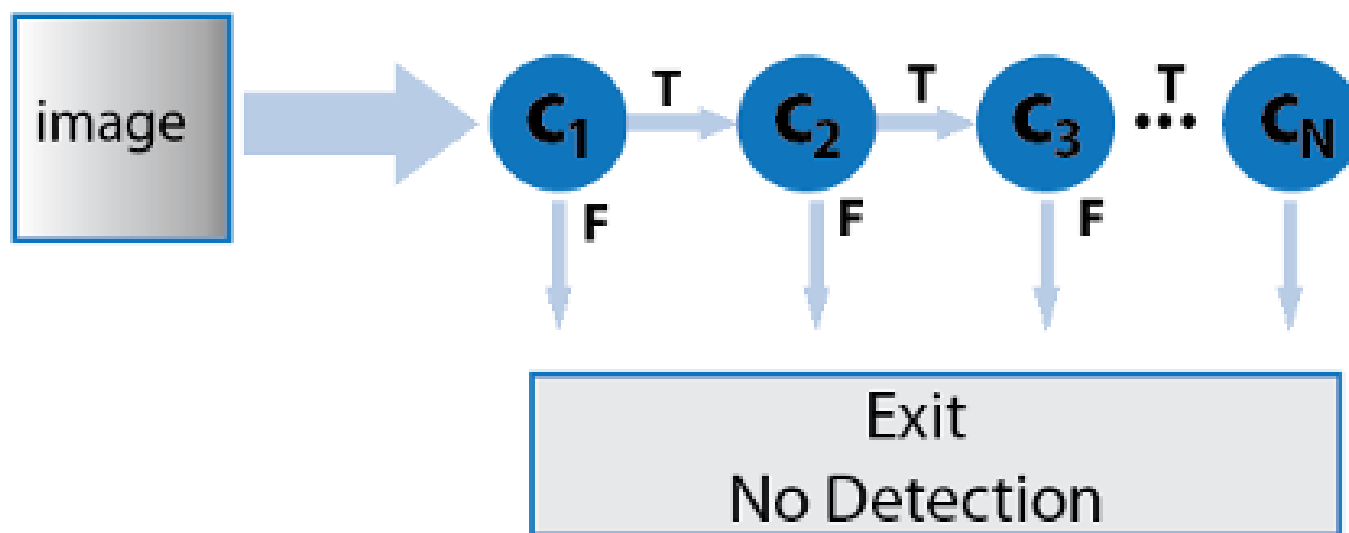 image
C1 T C2 T C3 ... T CN
F F F
Exit
No Detection